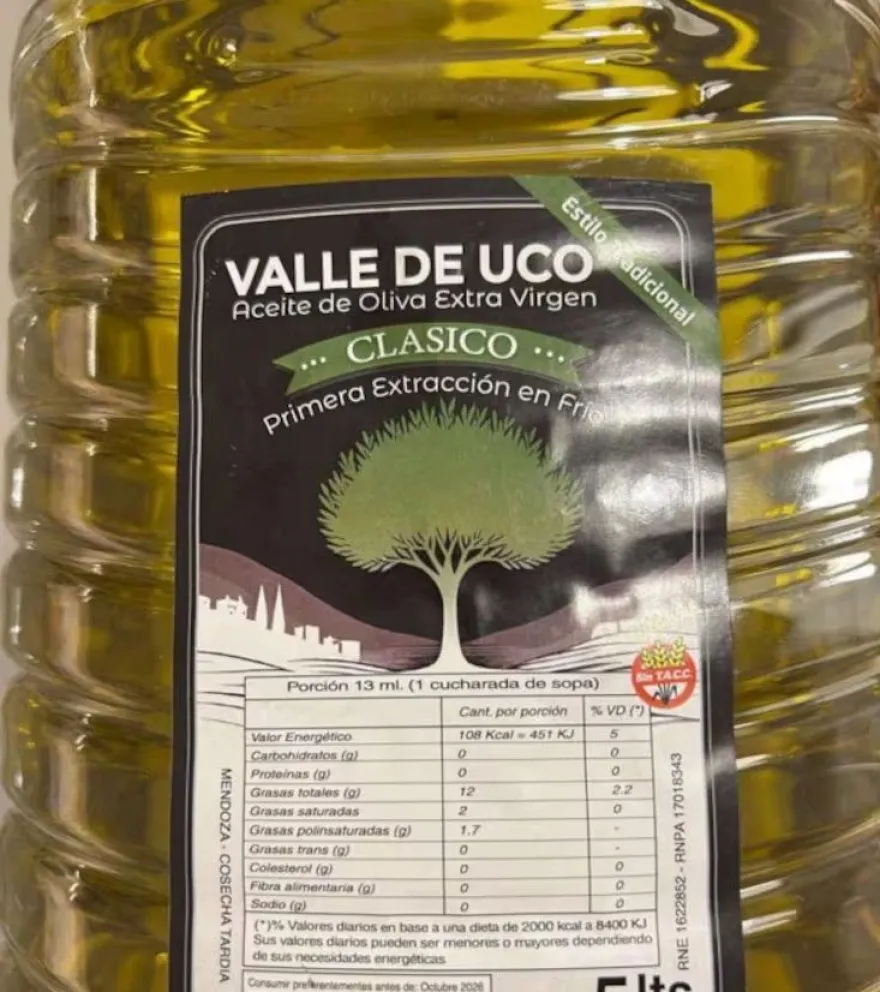 Estilo Tradicional
VALLE DE UCO
Aceite de Oliva Extra Virgen
... CLASICO ...
Primera Extracción en Frío
Sin T.A.C.C.
Porción 13 ml. (1 cucharada de sopa)
Cant. por porción % VD (*)
Valor Energético 108 Kcal = 451 KJ 5
Carbohidratos (g) 0 0
Proteínas (g) 0 0
Grasas totales (g) 12 2.2
Grasas saturadas 2 0
Grasas polinsaturadas (g) 1.7 -
Grasas trans (g) 0 -
Colesterol (g) 0 0
Fibra alimentaria (g) 0 0
Sodio (g) 0 0
(*)% Valores diarios en base a una dieta de 2000 kcal a 8400 KJ
Sus valores diarios pueden ser menores o mayores dependiendo
de sus necesidades energéticas
MENDOZA - COSECHA TARDIA
RNE 1622852 - RNPA 17018343
Consumir preferentementes antes de: Octubre 2026
5 lts